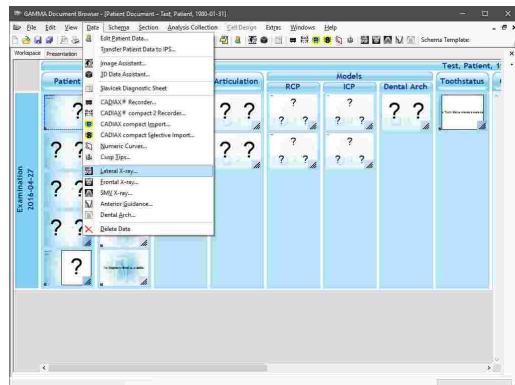 GAMMA Document Browser - [Patient Document - Test, Patient, 1980-01-31]
File Edit View Data Schema Section Analysis Collection Cell Design Extras Windows Help
Schema Template:
Workspace Presentation
Edit Patient Data...
Transfer Patient Data to IPS...
Image Assistant...
3D Data Assistant...
Slavicek Diagnostic Sheet
CADIAX® Recorder...
CADIAX® compact 2 Recorder...
CADIAX compact Import...
CADIAX compact Selective Import...
Numeric Curves...
Cusp Tips...
Lateral X-ray...
Frontal X-ray...
SMV X-ray...
Anterior Guidance...
Dental Arch...
Delete Data
Test, Patient, 1
Patient
Articulation
Models
RCP
ICP
Dental Arch
Toothstatus
Examination
2016-04-27
? ? ? ? ? ? ?
? ? ? ?
? ? ? ? ? ?
? ? ? ?
? ?
?